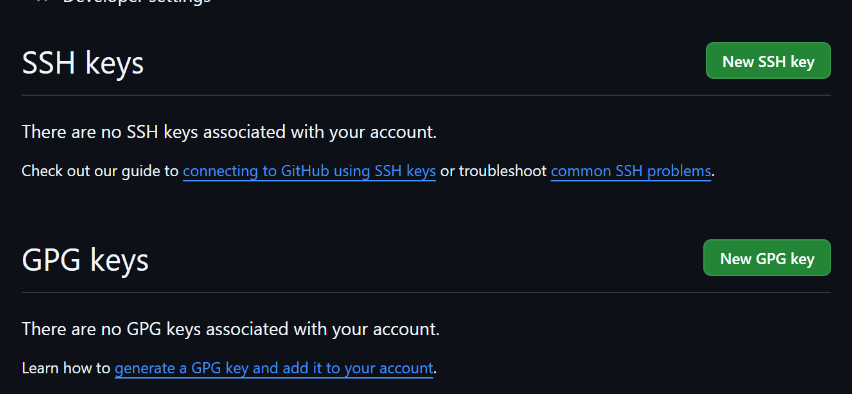 Developer settings
SSH keys
New SSH key
There are no SSH keys associated with your account.
Check out our guide to connecting to GitHub using SSH keys or troubleshoot common SSH problems.
GPG keys
New GPG key
There are no GPG keys associated with your account.
Learn how to generate a GPG key and add it to your account.